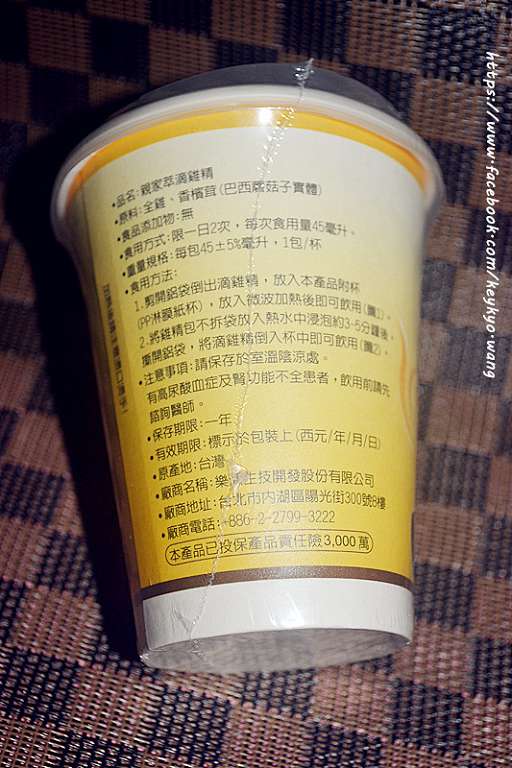 •品名：親家萃滴雞精
•原料：全雞、香檳茸(巴西蘑菇子實體)
•食品添加物：無
•食用方式：限一日2次，每次食用量45毫升。
•重量規格：每包45±5%毫升，1包/杯
•食用方法：
1.剪開鋁袋倒出滴雞精，放入本產品附杯
(PP淋膜紙杯)，放入微波加熱後即可飲用(圖1)。
2.將雞精包不拆袋放入熱水中浸泡約3-5分鐘後，
撕開鋁袋，將滴雞精倒入杯中即可飲用(圖2)。
•注意事項：請保存於室溫陰涼處。
有高尿酸血症及腎功能不全患者，飲用前請先
諮詢醫師。
•保存期限：一年
•有效期限：標示於包裝上(西元/年/月/日)
•原產地：台灣
•廠商名稱：樂 生技開發股份有限公司
•廠商地址：台北市內湖區陽光街300號8樓
•廠商電話：+886-2-2799-3222
本產品已投保產品責任險3,000萬
https://www.facebook.com/keykyo.wang